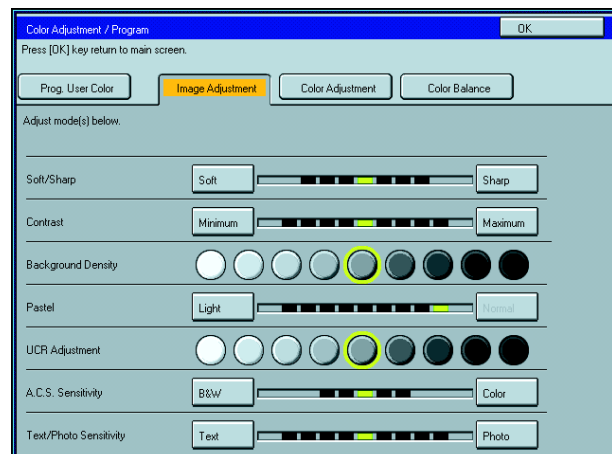 Color Adjustment / Program OK
Press [OK] key return to main screen.
Prog. User Color Image Adjustment Color Adjustment Color Balance
Adjust mode(s) below.
Soft/Sharp Soft Sharp
Contrast Minimum Maximum
Background Density
Pastel Light Normal
UCR Adjustment
A.C.S. Sensitivity B&W Color
Text/Photo Sensitivity Text Photo